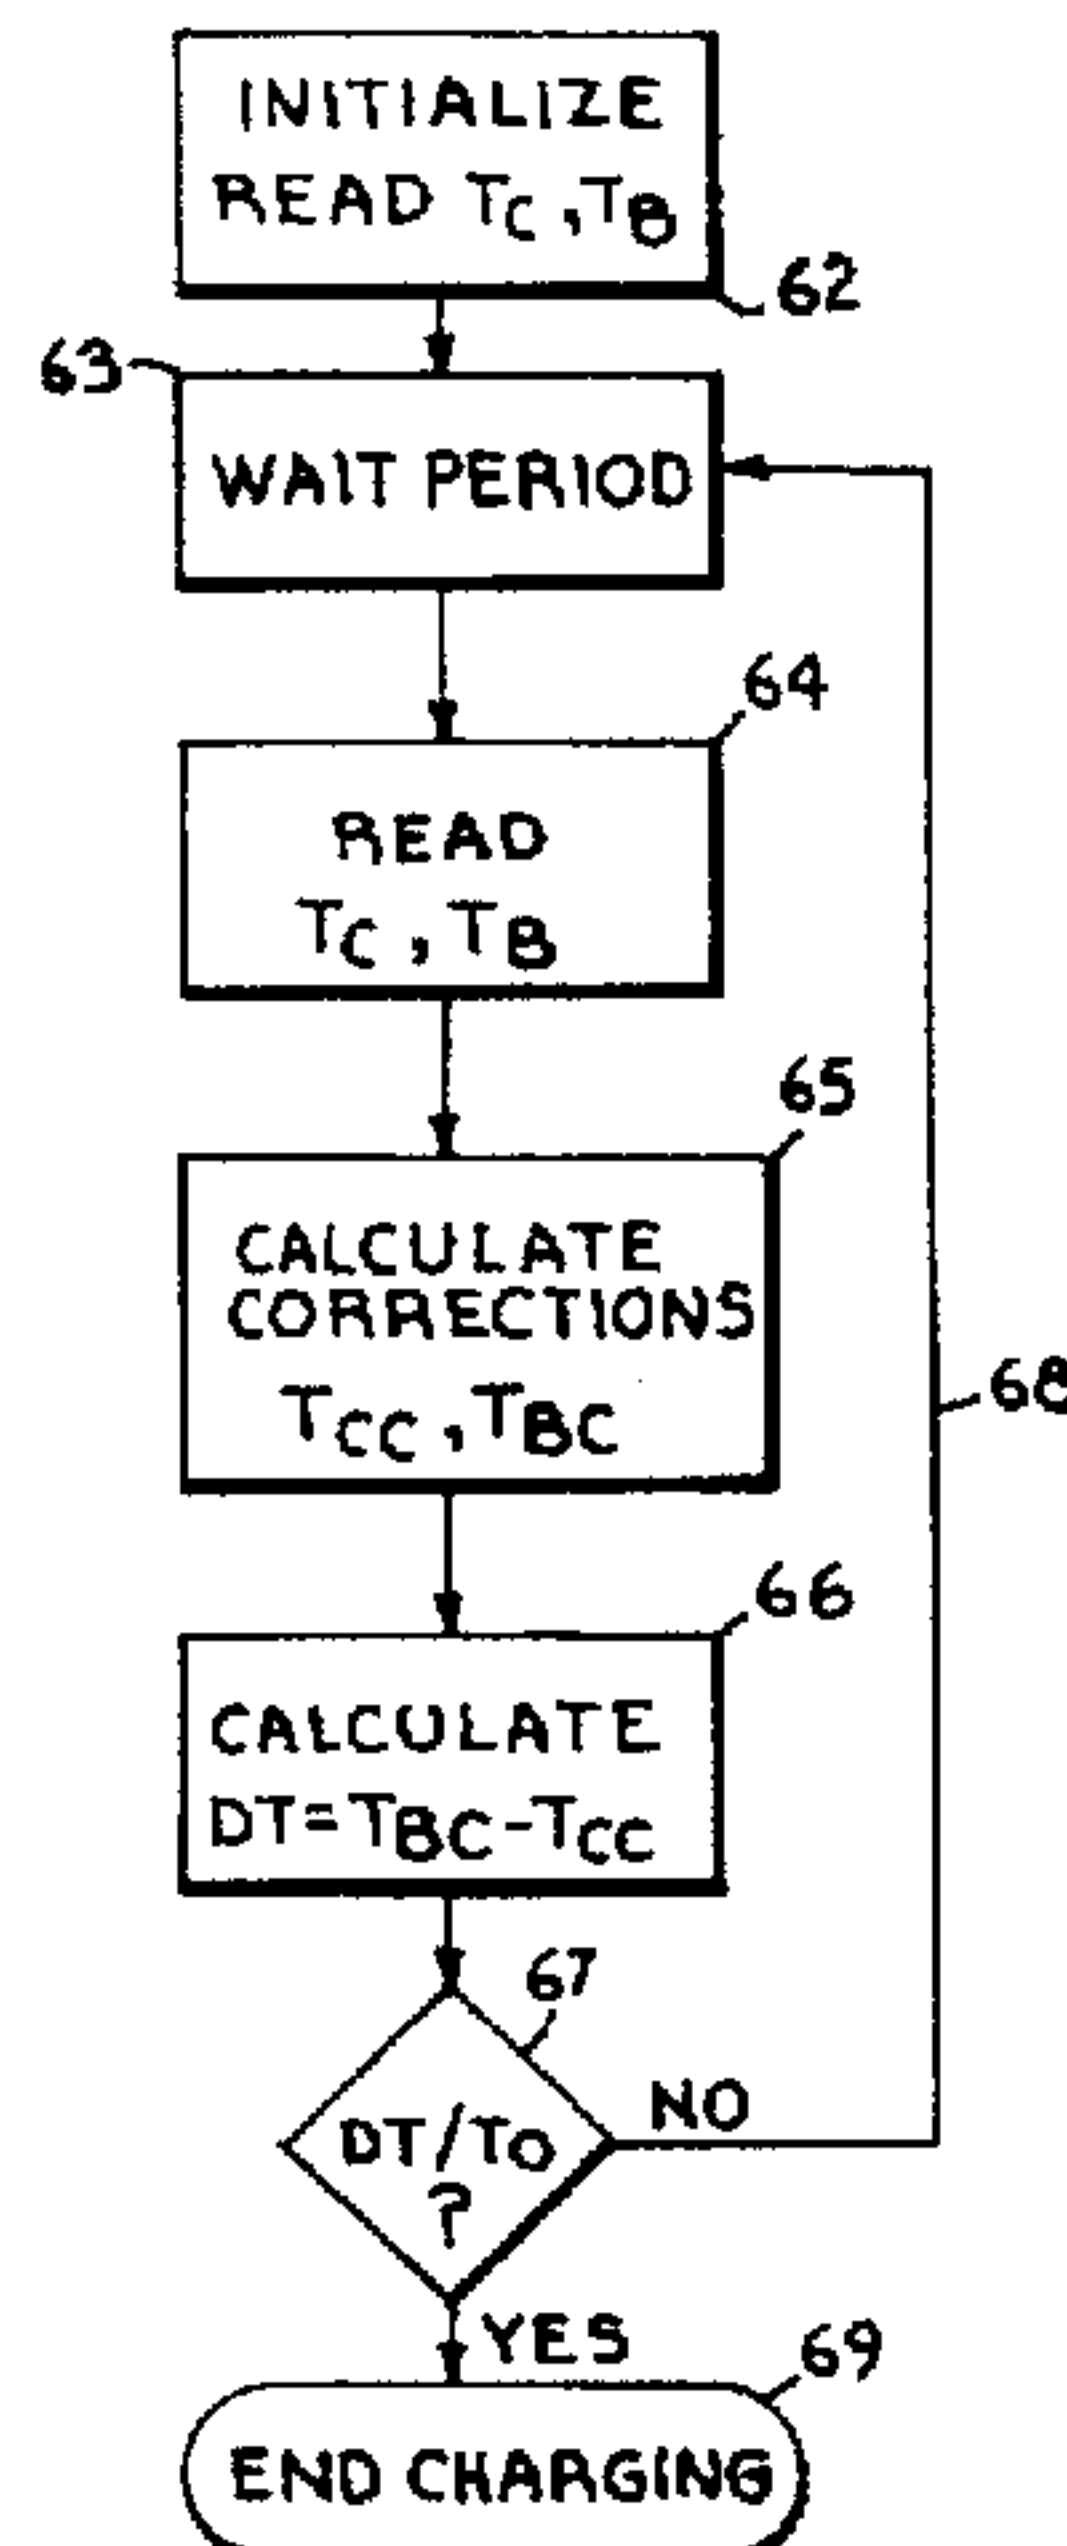 INITIALIZE
READ TC, TB
62
63
WAIT PERIOD
64
READ
TC, TB
65
CALCULATE
CORRECTIONS
TCC, TBC
68
66
CALCULATE
DT=TBC-TCC
67
DT/TO
?
NO
YES
69
END CHARGING